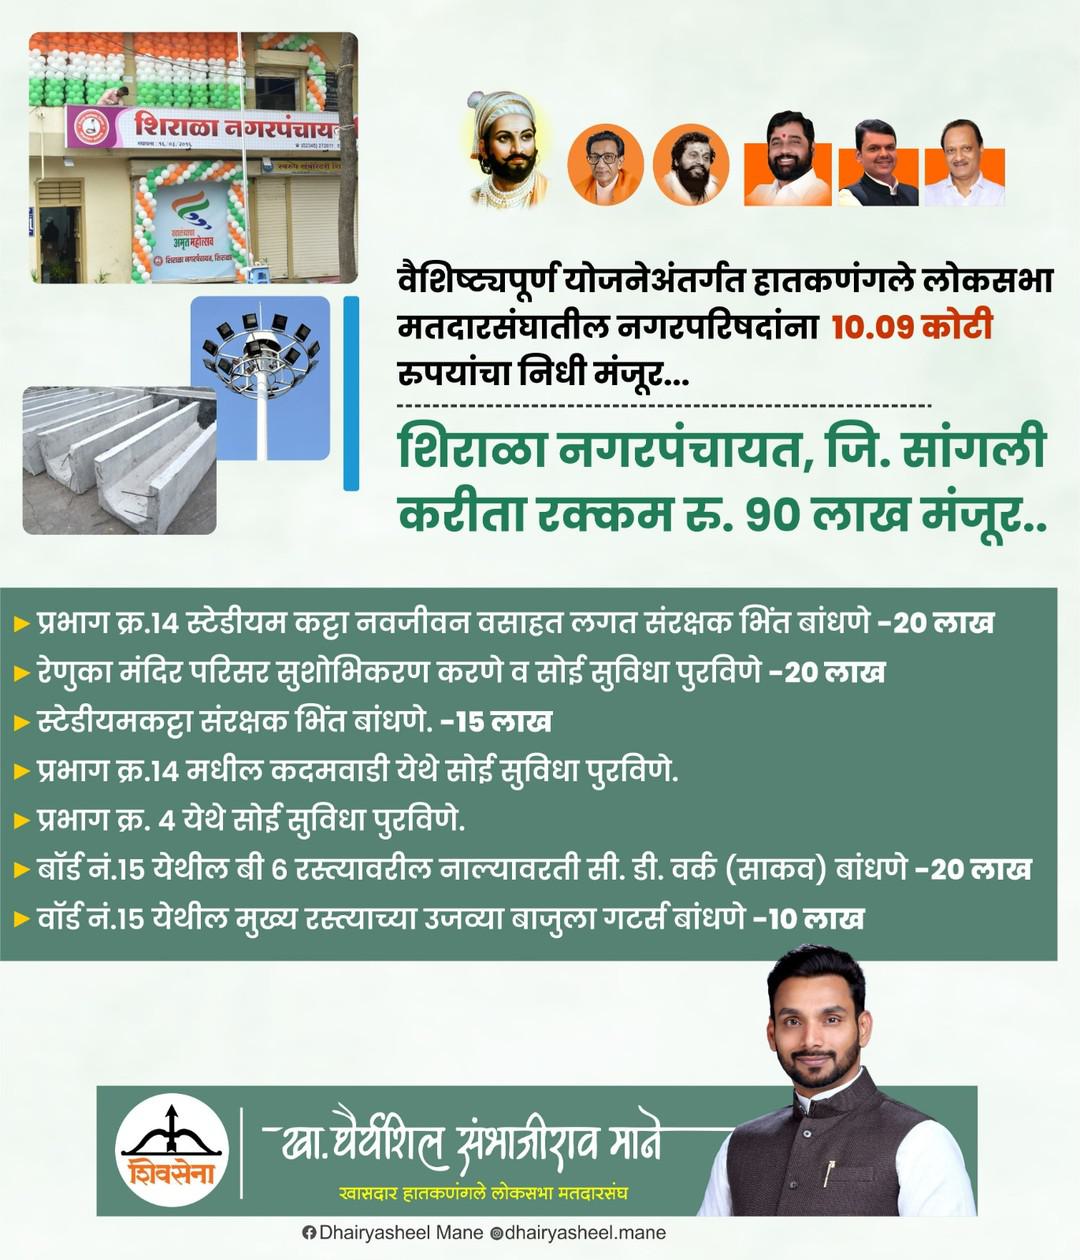 शिराळा नगरपंचाय
स्वातंत्र्याचा
अमृत महोत्सव
शिराळा नगरपंचायत, शिराळा
वैशिष्ट्यपूर्ण योजनेअंतर्गत हातकणंगले लोकसभा
मतदारसंघातील नगरपरिषदांना 10.09 कोटी
रुपयांचा निधी मंजूर...
शिराळा नगरपंचायत, जि. सांगली
करीता रक्कम रु. 90 लाख मंजूर..
प्रभाग क्र.14 स्टेडीयम कट्टा नवजीवन वसाहत लगत संरक्षक भिंत बांधणे -20 लाख
रेणुका मंदिर परिसर सुशोभिकरण करणे व सोई सुविधा पुरविणे -20 लाख
स्टेडीयमकट्टा संरक्षक भिंत बांधणे. -15 लाख
प्रभाग क्र.14 मधील कदमवाडी येथे सोई सुविधा पुरविणे.
प्रभाग क्र. 4 येथे सोई सुविधा पुरविणे.
बॉर्ड नं.15 येथील बी 6 रस्त्यावरील नाल्यावरती सी. डी. वर्क (साकव) बांधणे -20 लाख
वॉर्ड नं.15 येथील मुख्य रस्त्याच्या उजव्या बाजुला गटर्स बांधणे -10 लाख
शिवसेना
खा. धैर्यशिल संभाजीराव माने
खासदार हातकणंगले लोकसभा मतदारसंघ
Dhairyasheel Mane @dhairyasheel.mane